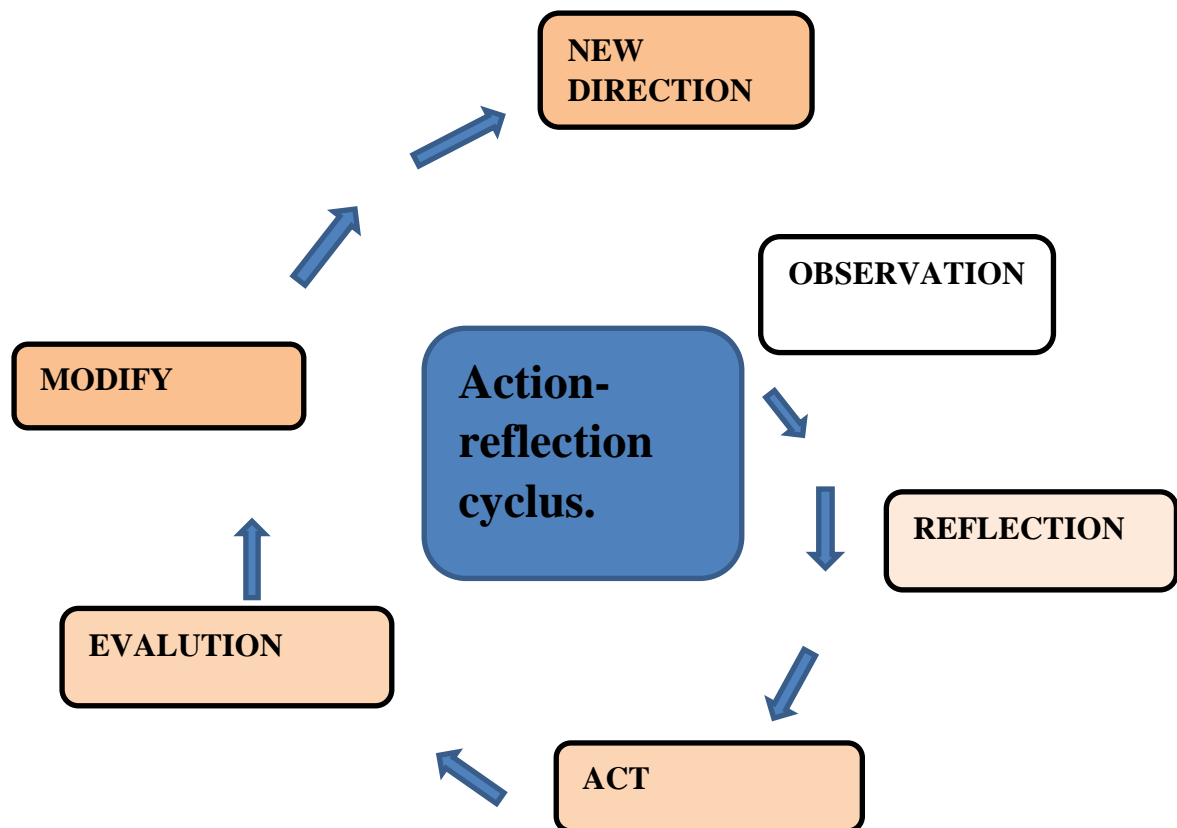 NEW
DIRECTION
OBSERVATION
MODIFY
Action-
reflection
cyclus.
REFLECTION
EVALUTION
ACT